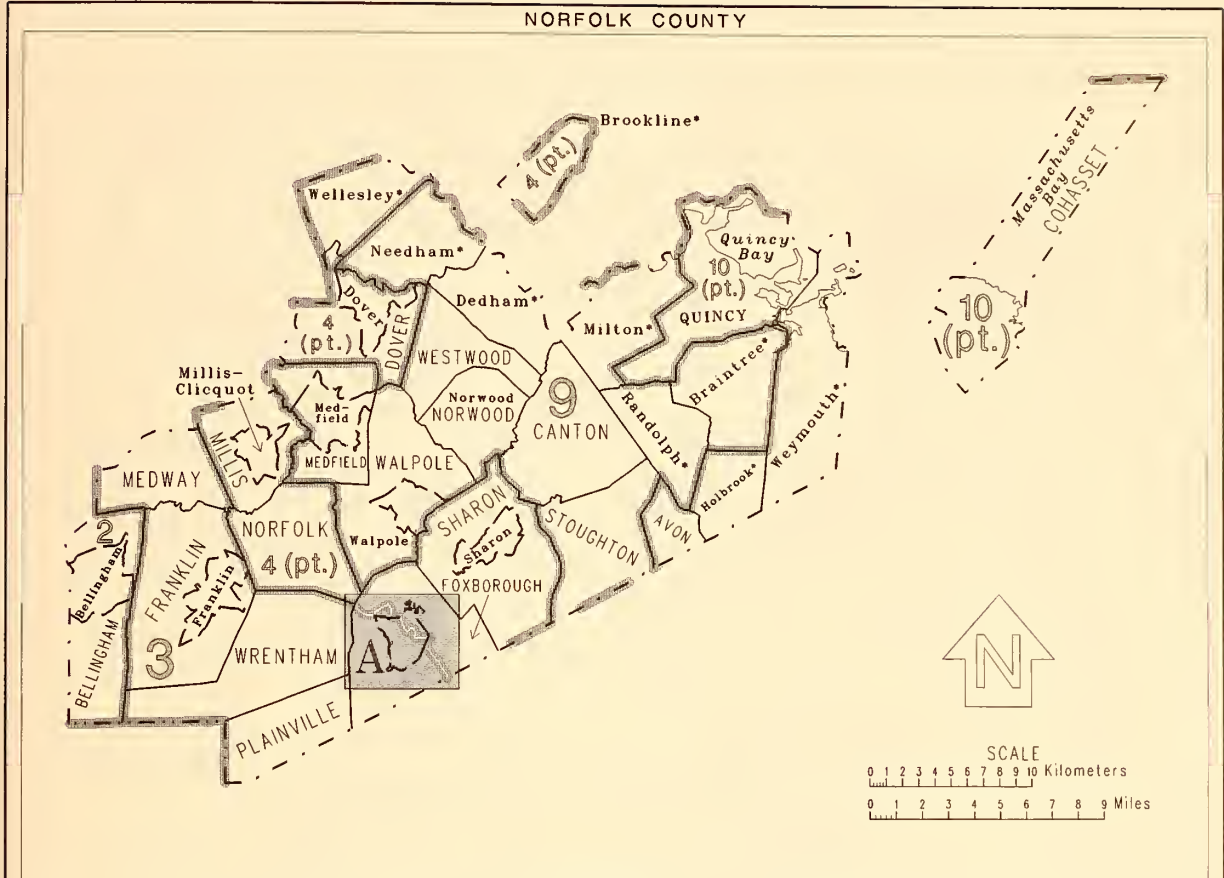 NORFOLK COUNTY
Brookline*
4 (pt.)
Massachusetts
Bay
COHASSET
Wellesley*
Needham*
Quincy
Bay
10
(pt.)
QUINCY
Dover
4
(pt.)
DOVER
Dedham*
Milton*
10
(pt.)
WESTWOOD
Braintree*
Millis-
Clicquot
Med-
field
Norwood
NORWOOD
9
CANTON
Randolph*
Weymouth*
MILLIS
MEDFIELD
WALPOLE
MEDWAY
Holbrook*
NORFOLK
4 (pt.)
Walpole
SHARON
Sharon
STOUGHTON
AVON
2
Bellingham
FRANKLIN
Franklin
FOXBOROUGH
3
WRENTHAM
A
BELLINGHAM
PLAINVILLE
N
SCALE
0 1 2 3 4 5 6 7 8 9 10 Kilometers
0 1 2 3 4 5 6 7 8 9 Miles